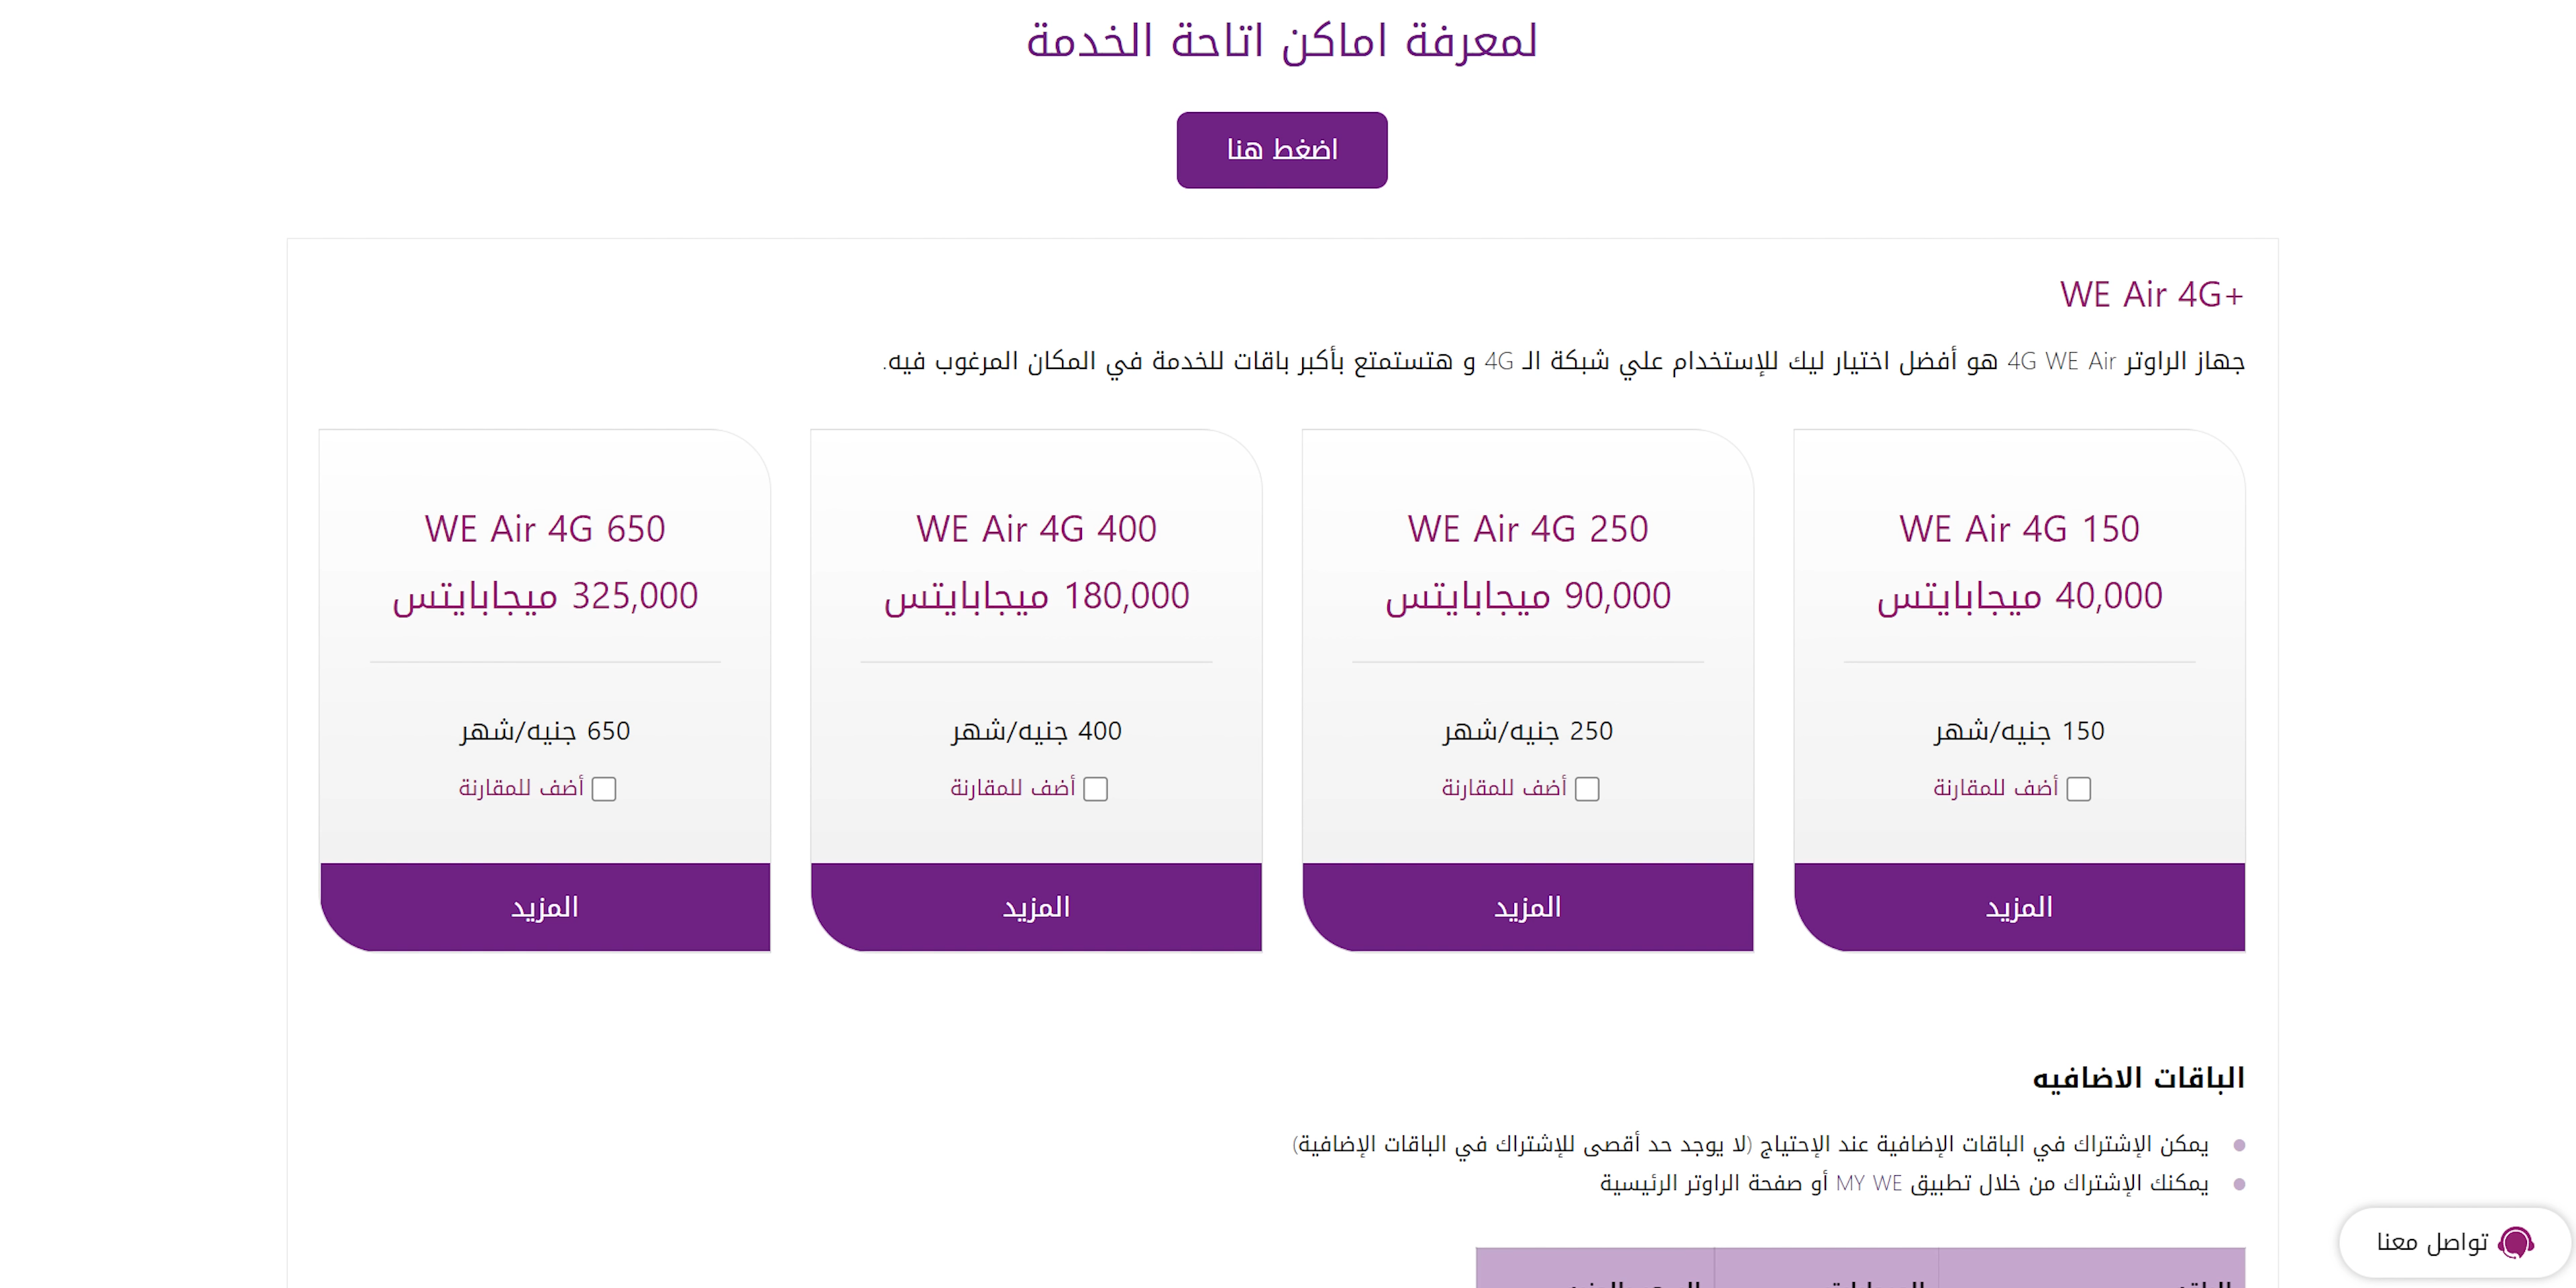 لمعرفة اماكن اتاحة الخدمة
اضغط هنا
WE Air 4G+
جهاز الراوتر 4G WE Air هو أفضل اختيار ليك للإستخدام علي شبكة الـ 4G و هتستمتع بأكبر باقات للخدمة في المكان المرغوب فيه.
WE Air 4G 150
40,000 ميجابايتس
150 جنيه/شهر
أضف للمقارنة
المزيد
WE Air 4G 250
90,000 ميجابايتس
250 جنيه/شهر
أضف للمقارنة
المزيد
WE Air 4G 400
180,000 ميجابايتس
400 جنيه/شهر
أضف للمقارنة
المزيد
WE Air 4G 650
325,000 ميجابايتس
650 جنيه/شهر
أضف للمقارنة
المزيد
الباقات الاضافيه
يمكن الإشتراك في الباقات الإضافية عند الإحتياج (لا يوجد حد أقصى للإشتراك في الباقات الإضافية)
يمكنك الإشتراك من خلال تطبيق MY WE أو صفحة الراوتر الرئيسية
تواصل معنا